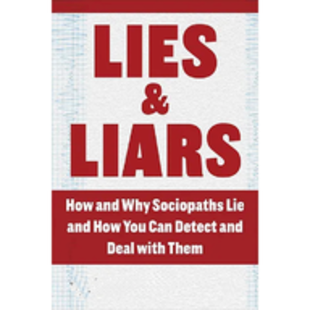 LIES
&
LIARS
How and Why Sociopaths Lie
and How You Can Detect and
Deal with Them